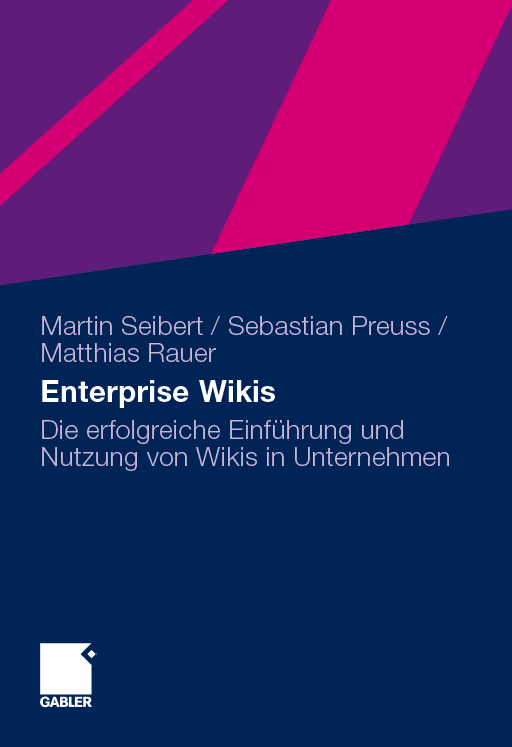 Martin Seibert / Sebastian Preuss /
Matthias Rauer
Enterprise Wikis
Die erfolgreiche Einführung und
Nutzung von Wikis in Unternehmen
GABLER